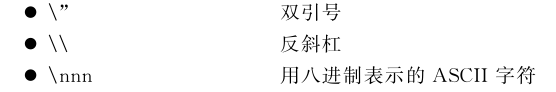 ● \” 双引号
● \\ 反斜杠
● \nnn 用八进制表示的 ASCII 字符